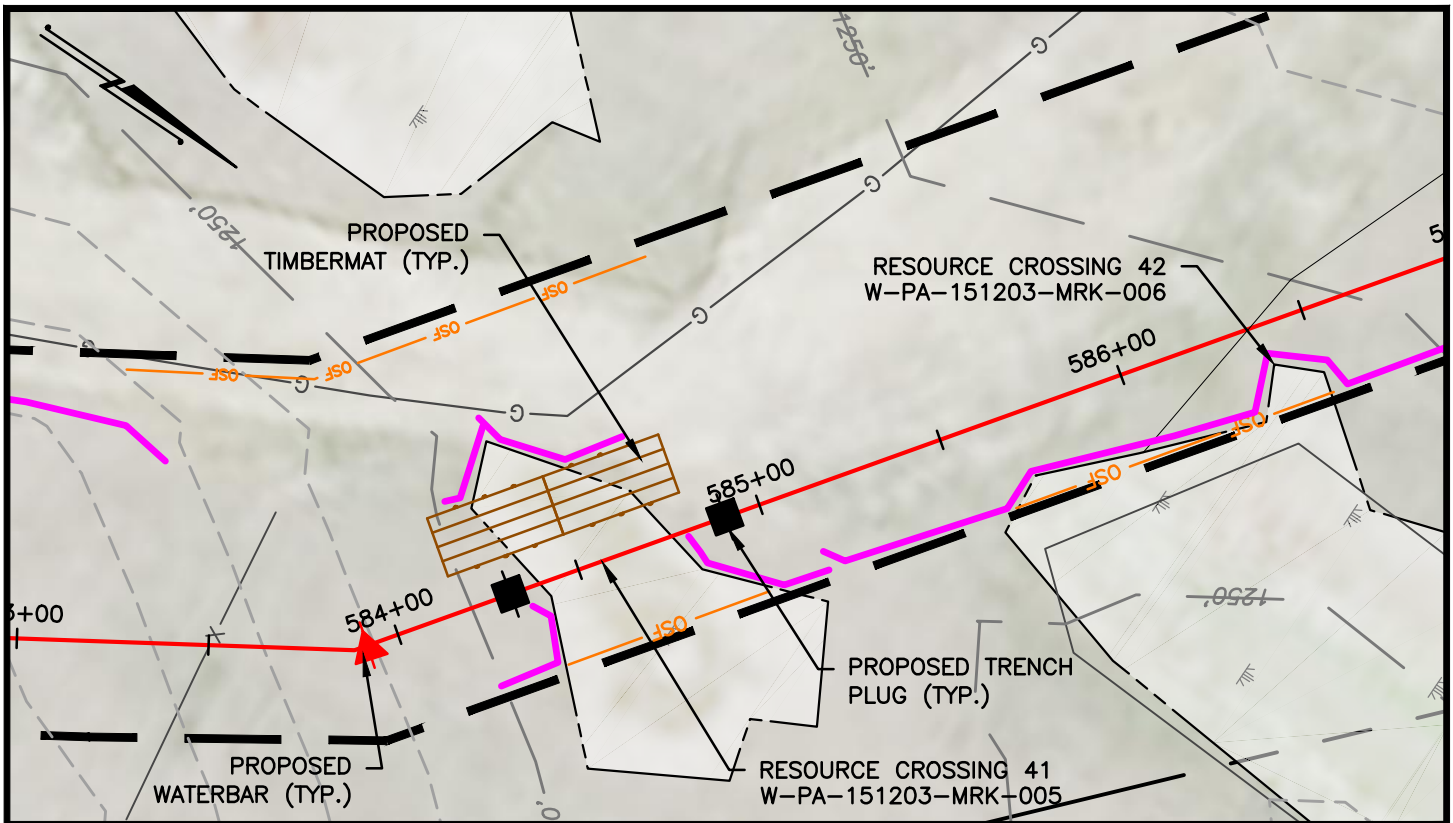 1250'
G
G
1250'
PROPOSED
TIMBERMAT (TYP.)
RESOURCE CROSSING 42
W-PA-151203-MRK-006
OSF
OSF
OSF
OSF
G
G
G
G
586+00
585+00
OSF
OSF
584+00
OSF
1250'
PROPOSED TRENCH
PLUG (TYP.)
PROPOSED
WATERBAR (TYP.)
RESOURCE CROSSING 41
W-PA-151203-MRK-005